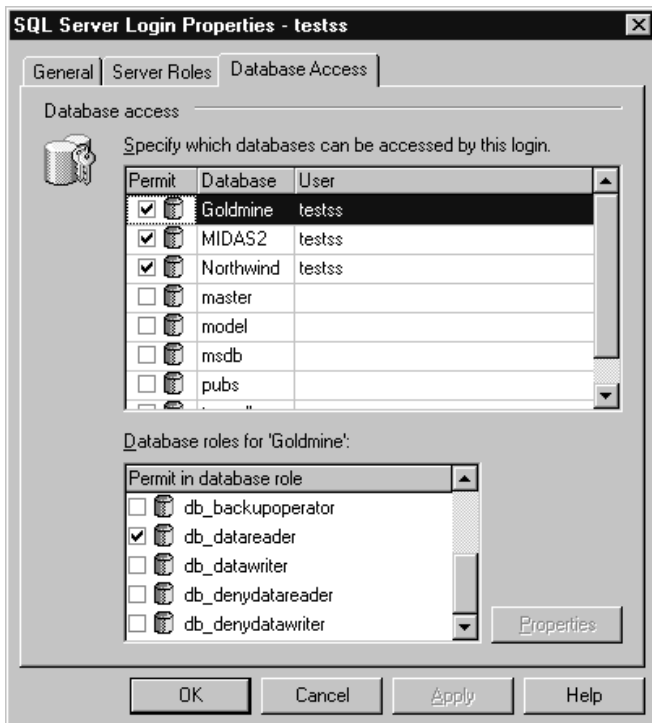 SQL Server Login Properties - testss
General Server Roles Database Access
Database access
Specify which databases can be accessed by this login.
Permit Database User
Goldmine testss
MIDAS2 testss
Northwind testss
master
model
msdb
pubs
Database roles for 'Goldmine':
Permit in database role
db_backupoperator
db_datareader
db_datawriter
db_denydatareader
db_denydatawriter
Properties
OK Cancel Apply Help